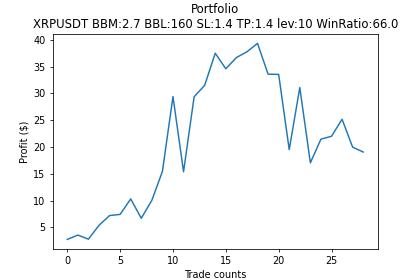 Portfolio
XRPUSDT BBM:2.7 BBL:160 SL:1.4 TP:1.4 lev:10 WinRatio:66.0
40
35
30
25
20
15
10
5
Profit ($)
0 5 10 15 20 25
Trade counts